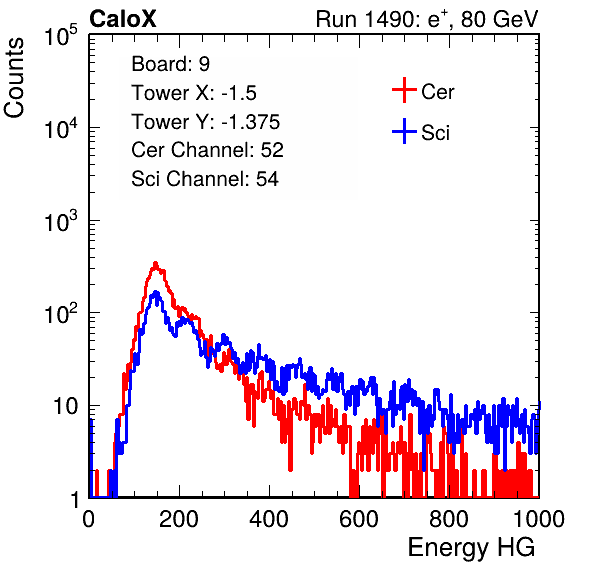 CaloX Run 1490: e⁺, 80 GeV
Counts
10⁵
10⁴
10³
10²
10
1
Board: 9
Tower X: -1.5
Tower Y: -1.375
Cer Channel: 52
Sci Channel: 54
Cer
Sci
0 200 400 600 800 1000
Energy HG